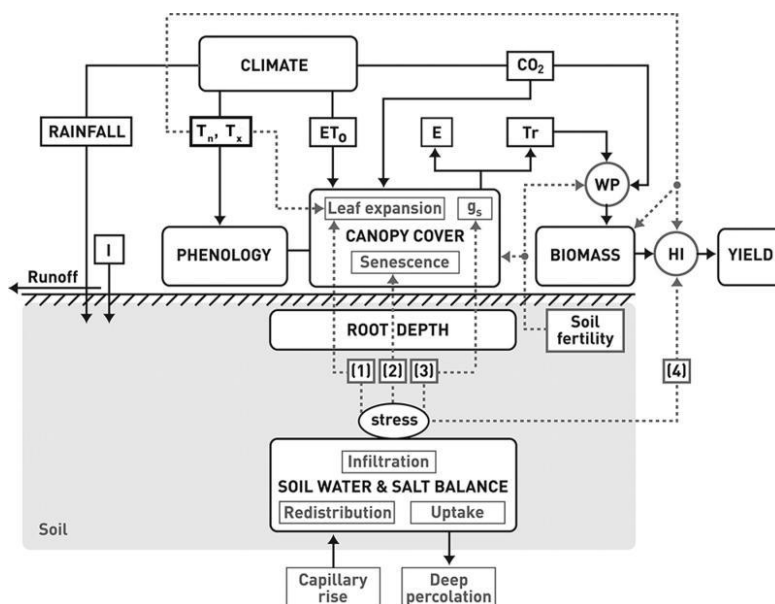 CLIMATE
CO₂
RAINFALL
Tₙ, Tₓ
ETₒ
E
Tr
WP
Leaf expansion
gₛ
CANOPY COVER
Senescence
PHENOLOGY
BIOMASS
HI
YIELD
I
Runoff
ROOT DEPTH
Soil
fertility
(1)
(2)
(3)
(4)
stress
Infiltration
SOIL WATER & SALT BALANCE
Redistribution
Uptake
Soil
Capillary
rise
Deep
percolation